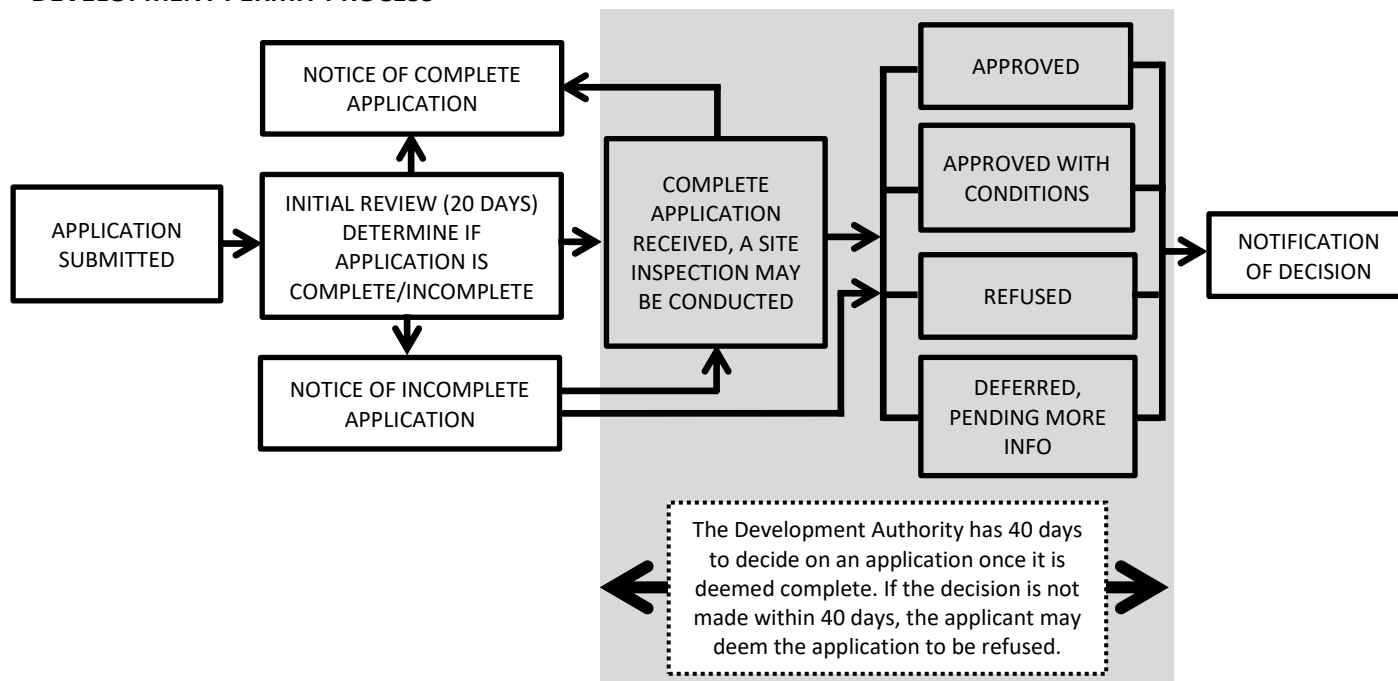 DEVELOPMENT PERMIT PROCESS
NOTICE OF COMPLETE
APPLICATION
APPLICATION
SUBMITTED
INITIAL REVIEW (20 DAYS)
DETERMINE IF
APPLICATION IS
COMPLETE/INCOMPLETE
NOTICE OF INCOMPLETE
APPLICATION
COMPLETE
APPLICATION
RECEIVED, A SITE
INSPECTION MAY
BE CONDUCTED
APPROVED
APPROVED WITH
CONDITIONS
REFUSED
DEFERRED,
PENDING MORE
INFO
NOTIFICATION
OF DECISION
The Development Authority has 40 days
to decide on an application once it is
deemed complete. If the decision is not
made within 40 days, the applicant may
deem the application to be refused.